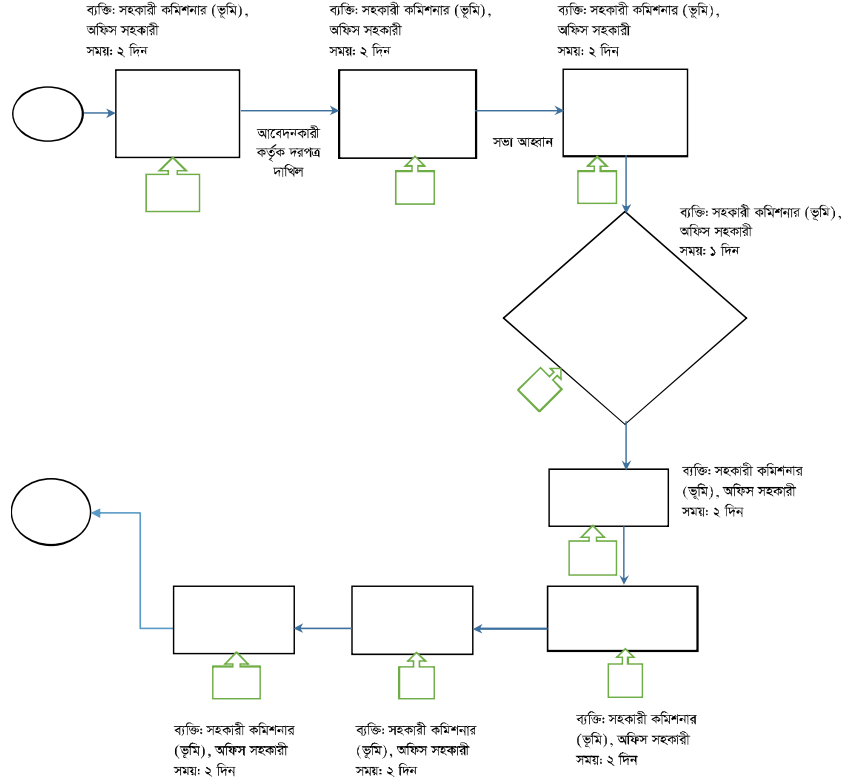 ব্যক্তি: সহকারী কমিশনার (ভূমি),
অফিস সহকারী
সময়: ২ দিন
ব্যক্তি: সহকারী কমিশনার (ভূমি),
অফিস সহকারী
সময়: ২ দিন
ব্যক্তি: সহকারী কমিশনার (ভূমি),
অফিস সহকারী
সময়: ২ দিন
আবেদনকারী
কর্তৃক দরপত্র
দাখিল
সভা আহ্বান
ব্যক্তি: সহকারী কমিশনার (ভূমি),
অফিস সহকারী
সময়: ১ দিন
ব্যক্তি: সহকারী কমিশনার
(ভূমি), অফিস সহকারী
সময়: ২ দিন
ব্যক্তি: সহকারী কমিশনার
(ভূমি), অফিস সহকারী
সময়: ২ দিন
ব্যক্তি: সহকারী কমিশনার
(ভূমি), অফিস সহকারী
সময়: ২ দিন
ব্যক্তি: সহকারী কমিশনার
(ভূমি), অফিস সহকারী
সময়: ২ দিন